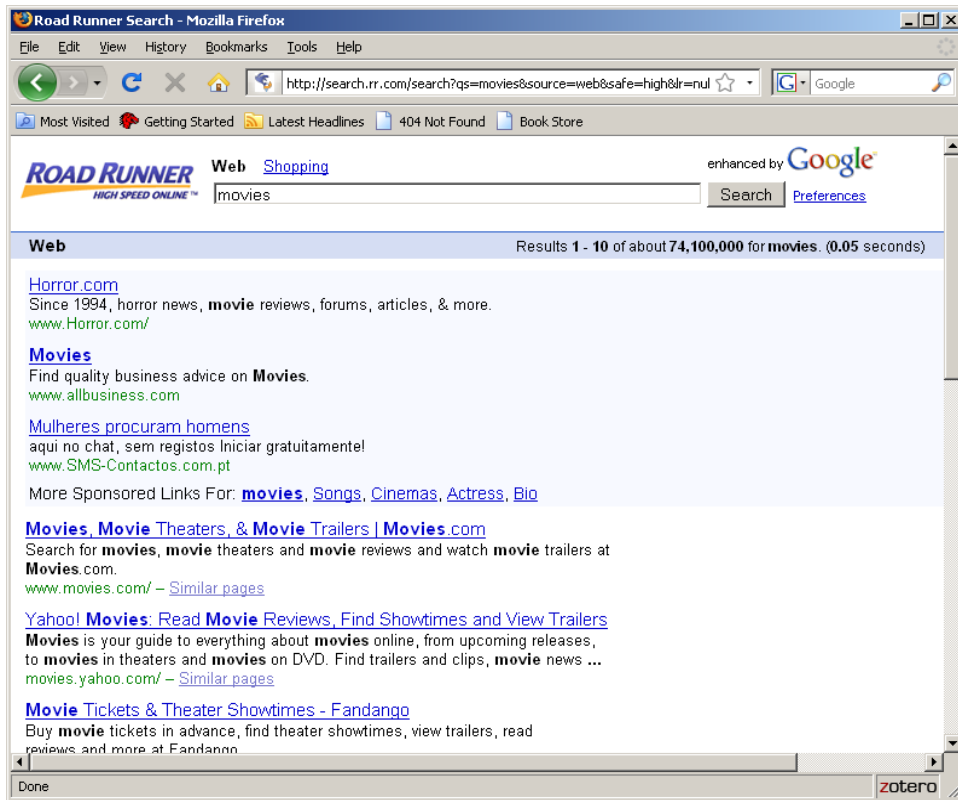 Road Runner Search - Mozilla Firefox
File Edit View History Bookmarks Tools Help
http://search.rr.com/search?qs=movies&source=web&safe=high&lr=nul G Google
Most Visited Getting Started Latest Headlines 404 Not Found Book Store
ROAD RUNNER
HIGH SPEED ONLINE™
Web Shopping
enhanced by Google™
movies Search Preferences
Web Results 1 - 10 of about 74,100,000 for movies. (0.05 seconds)
Horror.com
Since 1994, horror news, movie reviews, forums, articles, & more.
www.Horror.com/
Movies
Find quality business advice on Movies.
www.allbusiness.com
Mulheres procuram homens
aqui no chat, sem registos Iniciar gratuitamente!
www.SMS-Contactos.com.pt
More Sponsored Links For: movies, Songs, Cinemas, Actress, Bio
Movies, Movie Theaters, & Movie Trailers | Movies.com
Search for movies, movie theaters and movie reviews and watch movie trailers at
Movies.com.
www.movies.com/ – Similar pages
Yahoo! Movies: Read Movie Reviews, Find Showtimes and View Trailers
Movies is your guide to everything about movies online, from upcoming releases,
to movies in theaters and movies on DVD. Find trailers and clips, movie news ...
movies.yahoo.com/ – Similar pages
Movie Tickets & Theater Showtimes - Fandango
Buy movie tickets in advance, find theater showtimes, view trailers, read
reviews and more at Fandango
Done zotero